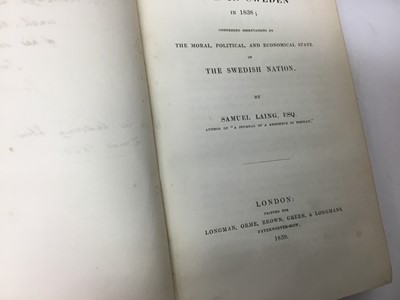 SWEDEN
IN 1838;
COMPRISING OBSERVATIONS ON
THE MORAL, POLITICAL, AND ECONOMICAL STATE
OF
THE SWEDISH NATION.
BY
SAMUEL LAING, ESQ.
AUTHOR OF "A JOURNAL OF A RESIDENCE IN NORWAY."
LONDON:
PRINTED FOR
LONGMAN, ORME, BROWN, GREEN, & LONGMANS,
PATERNOSTER-ROW.
1839.